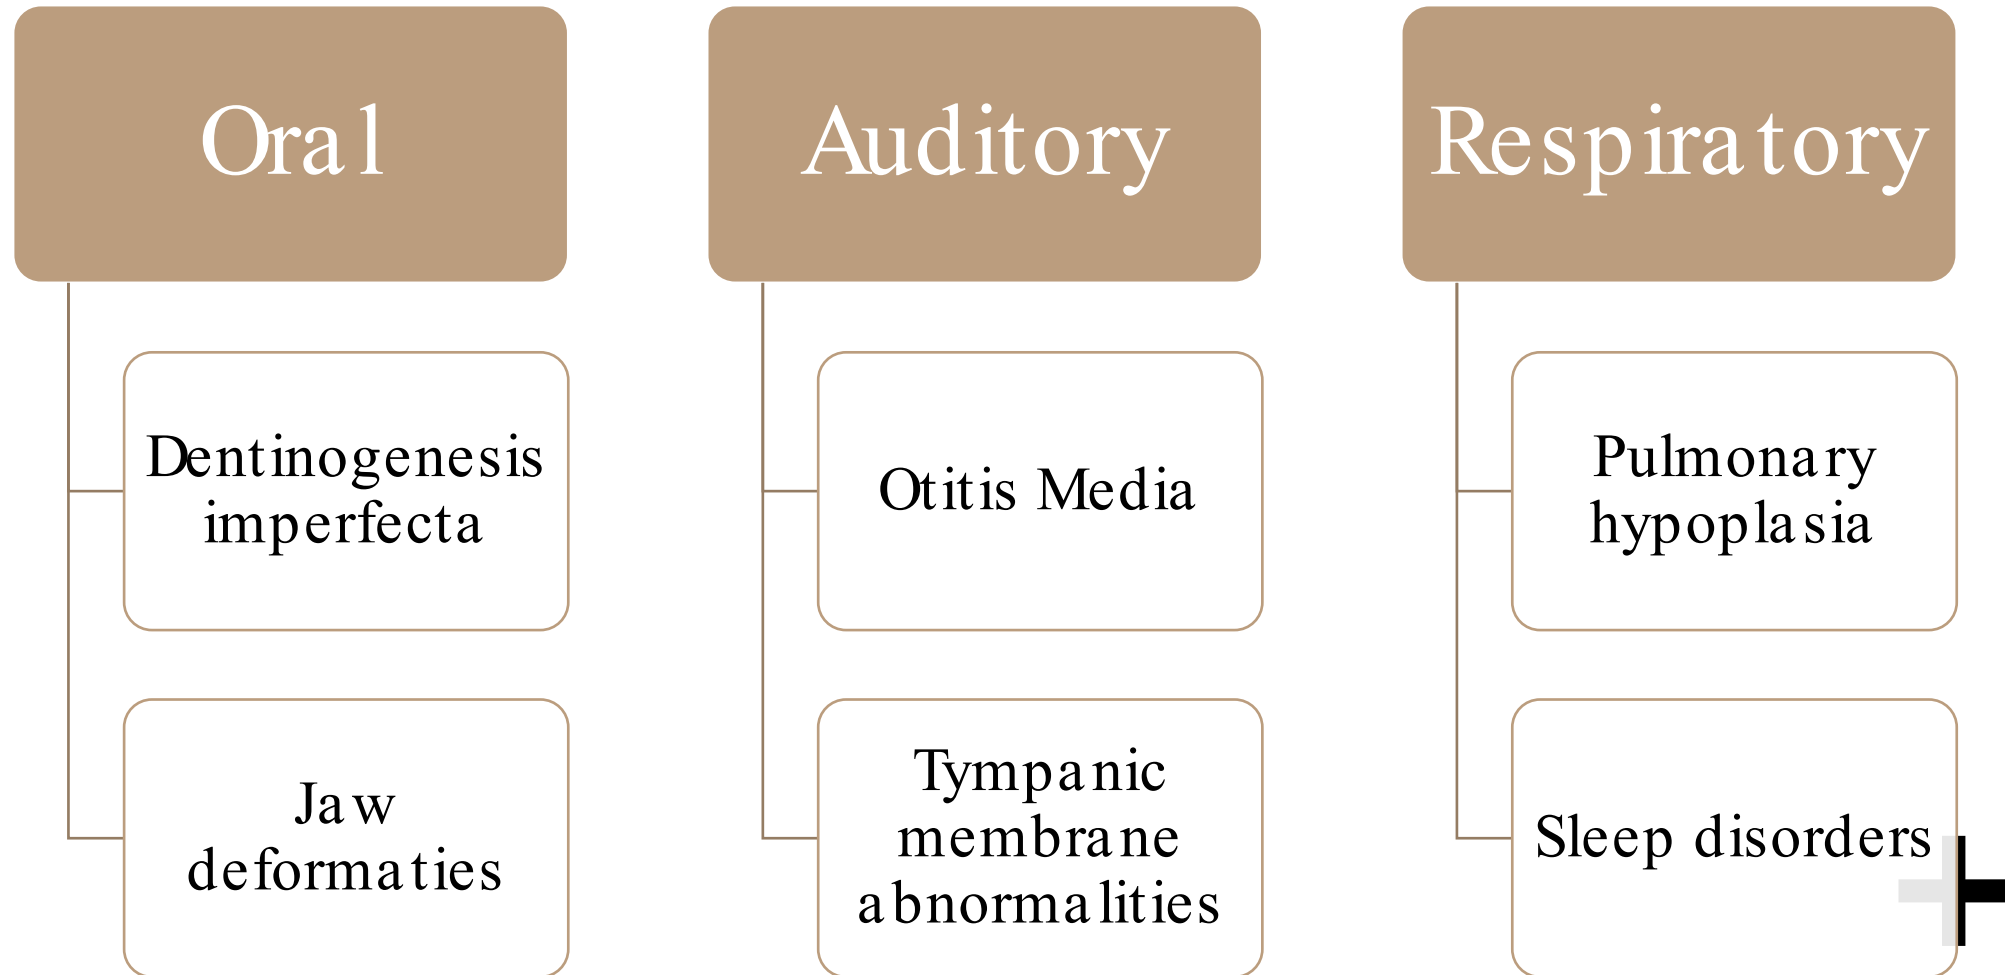 Oral
Dentinogenesis
imperfecta
Jaw
deformaties
Auditory
Otitis Media
Tympanic
membrane
abnormalities
Respiratory
Pulmonary
hypoplasia
Sleep disorders